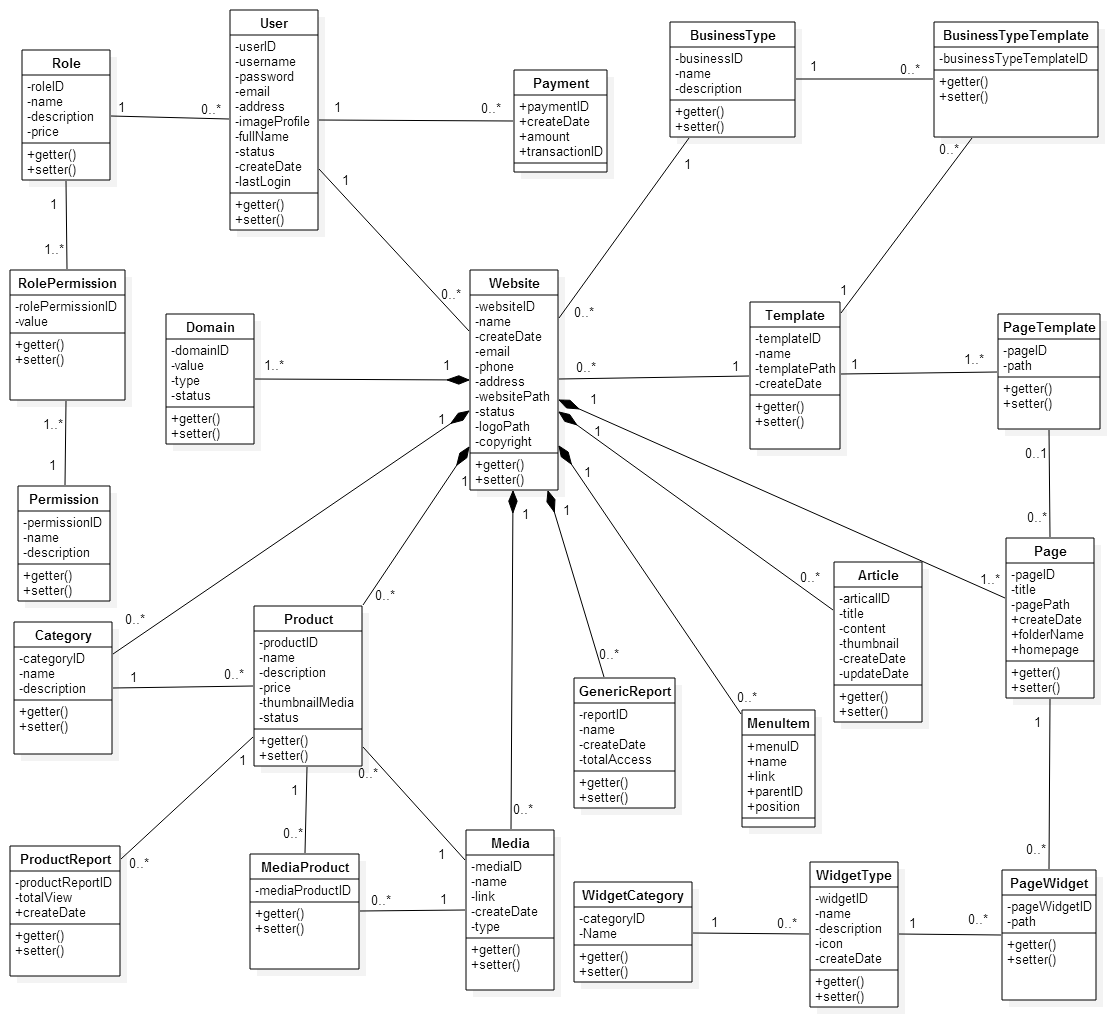 User
-userID
-username
-password
-email
-address
-imageProfile
-fullName
-status
-createDate
-lastLogin
+getter()
+setter()
Role
-roleID
-name
-description
-price
+getter()
+setter()
1
0..*
1
0..*
Payment
+paymentID
+createDate
+amount
+transactionID
BusinessType
-businessID
-name
-description
+getter()
+setter()
1
0..*
BusinessTypeTemplate
-businessTypeTemplateID
+getter()
+setter()
1
1..*
1
0..*
1
0..*
0..*
1
RolePermission
-rolePermissionID
-value
+getter()
+setter()
1..*
1
Permission
-permissionID
-name
-description
+getter()
+setter()
Domain
-domainID
-value
-type
-status
+getter()
+setter()
1..*
1
Website
-websiteID
-name
-createDate
-email
-phone
-address
-websitePath
-status
-logoPath
-copyright
+getter()
+setter()
0..*
1
Template
-templateID
-name
-templatePath
-createDate
+getter()
+setter()
1
1..*
PageTemplate
-pageID
-path
+getter()
+setter()
0..1
0..*
1
1
1
1
1
1
1
0..*
0..*
0..*
0..*
0..*
0..*
1..*
Page
-pageID
-title
-pagePath
+createDate
+folderName
+homepage
+getter()
+setter()
Article
-articalID
-title
-content
-thumbnail
-createDate
-updateDate
+getter()
+setter()
Category
-categoryID
-name
-description
+getter()
+setter()
1
0..*
Product
-productID
-name
-description
-price
-thumbnailMedia
-status
+getter()
+setter()
GenericReport
-reportID
-name
-createDate
-totalAccess
+getter()
+setter()
MenuItem
+menuID
+name
+link
+parentID
+position
1
0..*
1
0..*
0..*
1
1
0..*
ProductReport
-productReportID
-totalView
+createDate
+getter()
+setter()
MediaProduct
-mediaProductID
+getter()
+setter()
0..*
1
Media
-mediaID
-name
-link
-createDate
-type
+getter()
+setter()
WidgetCategory
-categoryID
-Name
+getter()
+setter()
1
0..*
WidgetType
-widgetID
-name
-description
-icon
-createDate
+getter()
+setter()
1
0..*
PageWidget
-pageWidgetID
-path
+getter()
+setter()